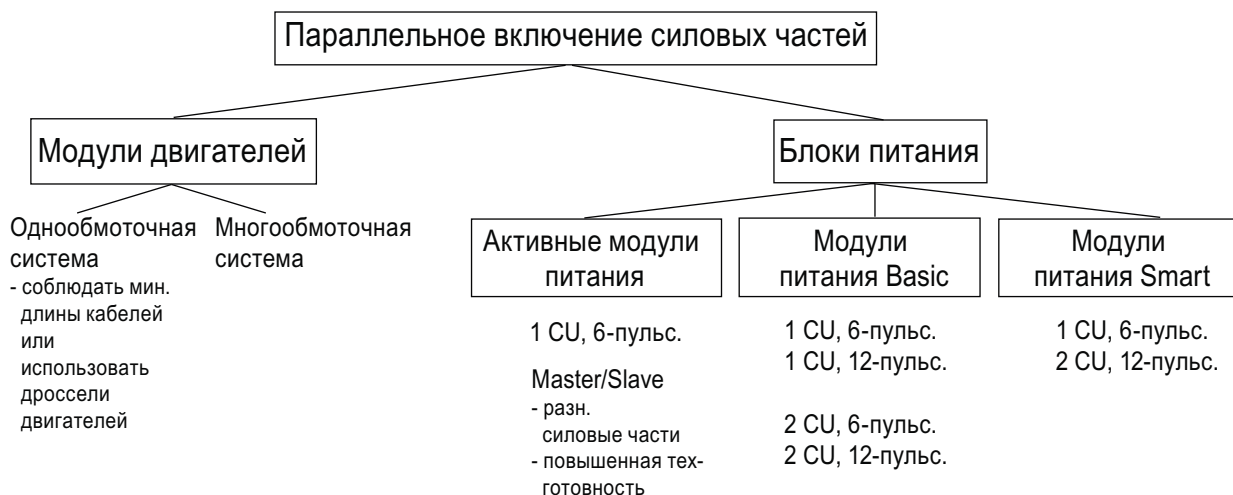 Параллельное включение силовых частей
Модули двигателей
Блоки питания
Однообмоточная
система
- соблюдать мин.
длины кабелей
или
использовать
дроссели
двигателей
Многообмоточная
система
Активные модули
питания
1 CU, 6-пульс.
Master/Slave
- разн.
силовые части
- повышенная тех-
готовность
Модули
питания Basic
1 CU, 6-пульс.
1 CU, 12-пульс.
2 CU, 6-пульс.
2 CU, 12-пульс.
Модули
питания Smart
1 CU, 6-пульс.
2 CU, 12-пульс.